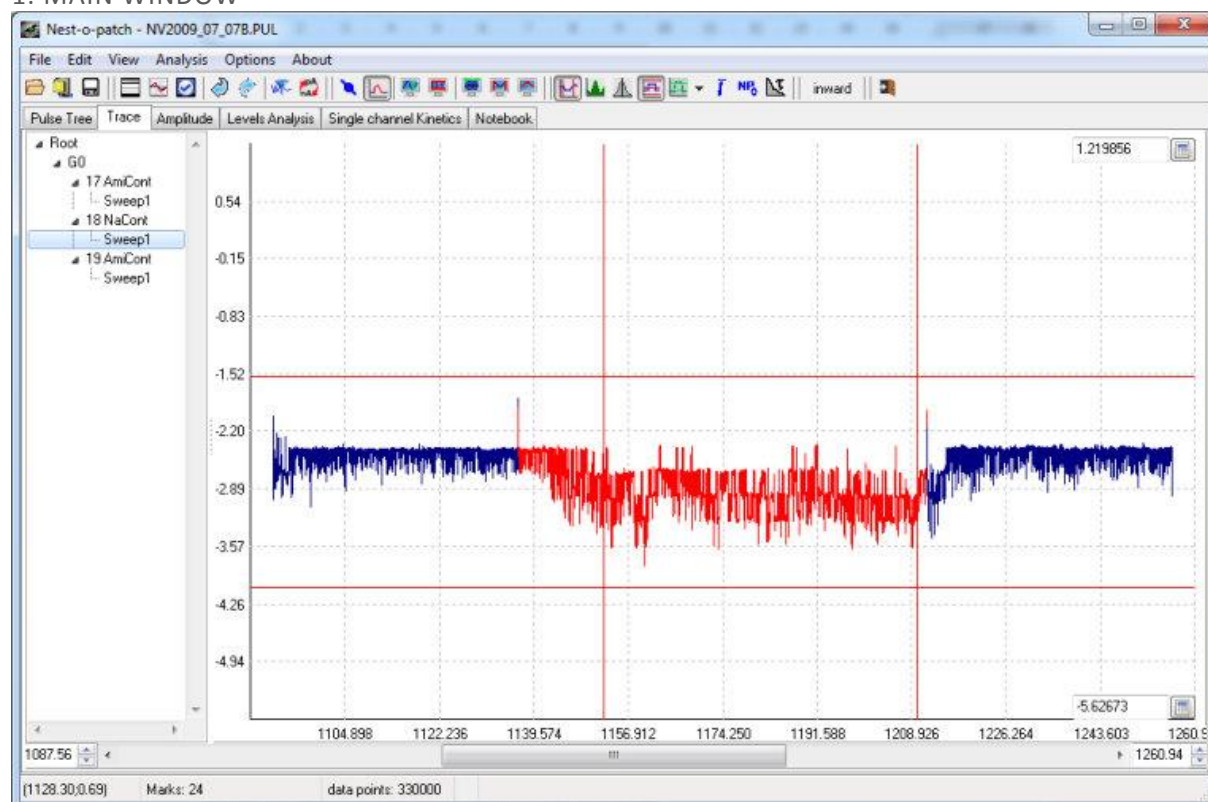 1. MAIN WINDOW
Nest-o-patch - NV2009_07_07B.PUL
File Edit View Analysis Options About
NPo inward
Pulse Tree Trace Amplitude Levels Analysis Single channel Kinetics Notebook
Root
G0
17 AmiCont
Sweep1
18 NaCont
Sweep1
19 AmiCont
Sweep1
1.219856
0.54
-0.15
-0.83
-1.52
-2.20
-2.89
-3.57
-4.26
-4.94
-5.62673
1104.898 1122.236 1139.574 1156.912 1174.250 1191.588 1208.926 1226.264 1243.603 1260.9
1087.56 1260.94
(1128.30;0.69) Marks: 24 data points: 330000